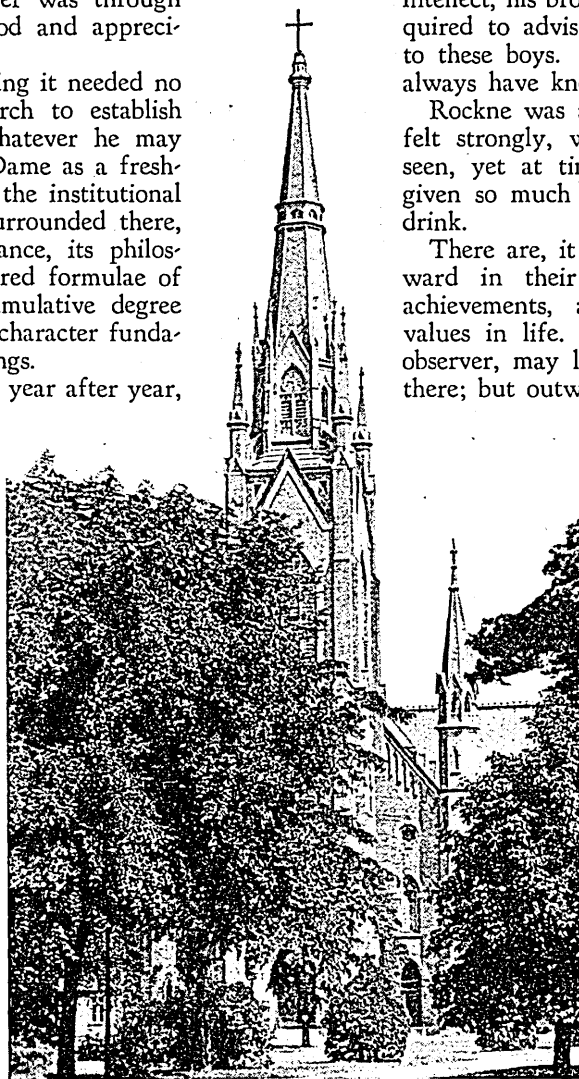 er was through
od and appreci-
ing it needed no
rch to establish
hatever he may
Dame as a fresh-
the institutional
urrounded there,
ance, its philos-
red formulae of
mulative degree
character funda-
ngs.
year after year,
intellect, his bro
quired to advis
to these boys.
always have kn
Rockne was
felt strongly, v
seen, yet at tim
given so much
drink.
There are, it
ward in their
achievements, a
values in life.
observer, may l
there; but outw